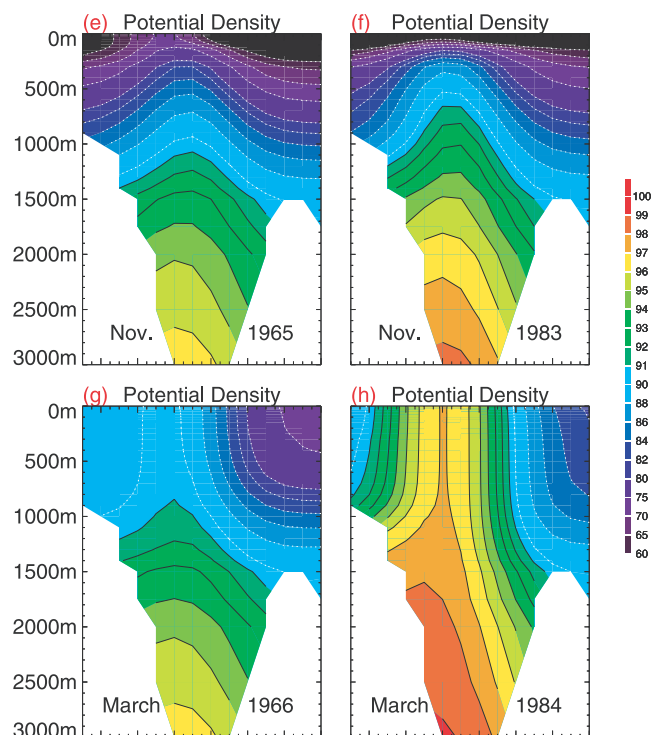 (e) Potential Density
(f) Potential Density
0m
500m
1000m
1500m
2000m
2500m
3000m
Nov. 1965
Nov. 1983
100
99
98
97
96
95
94
93
92
91
90
88
86
84
82
80
75
70
65
60
(g) Potential Density
(h) Potential Density
0m
500m
1000m
1500m
2000m
2500m
3000m
March 1966
March 1984